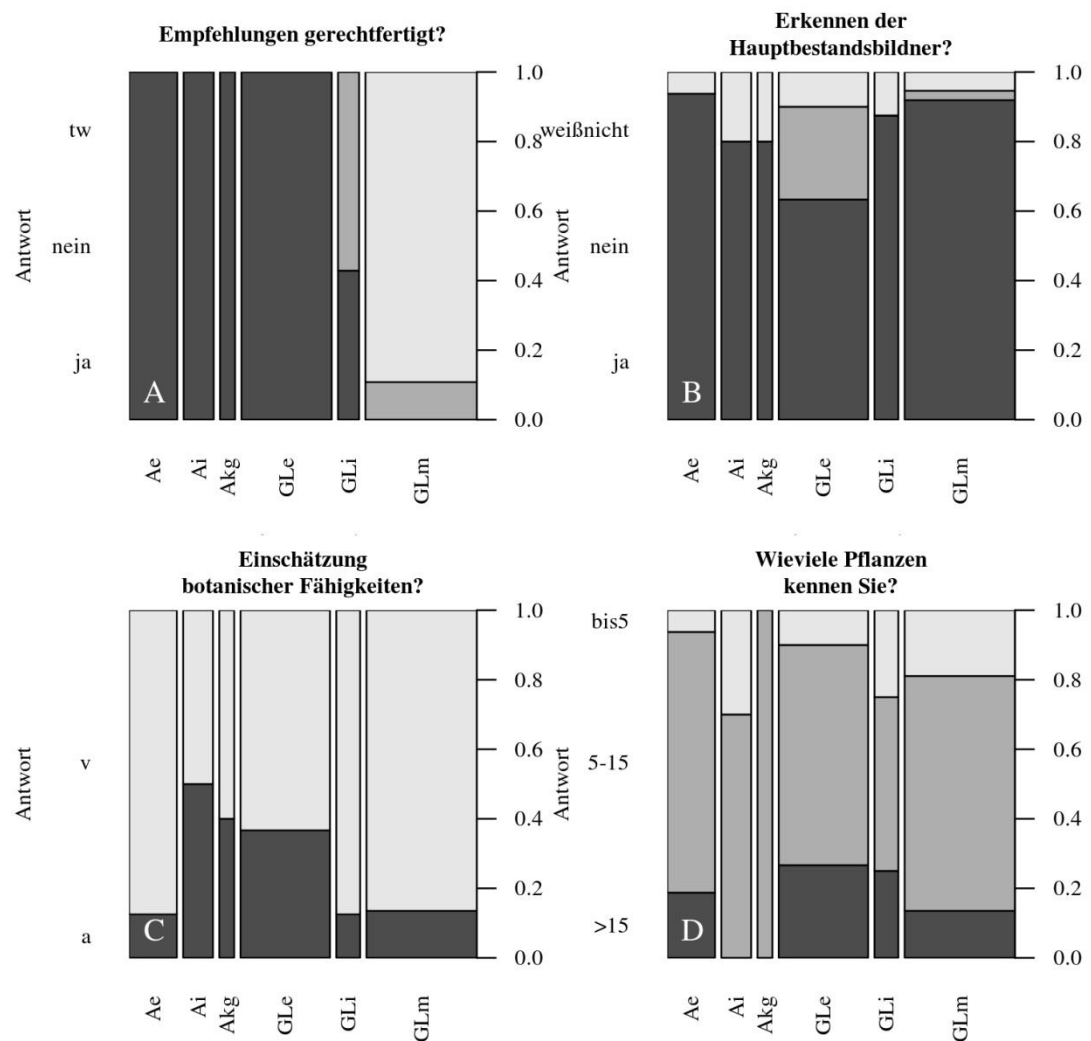 Empfehlungen gerechtfertigt?
Antwort
tw
nein
ja
A
1.0
0.8
0.6
0.4
0.2
0.0
Ae
Ai
Akg
GLe
GLi
GLm
Erkennen der
Hauptbestandsbildner?
Antwort
weißnicht
nein
ja
B
1.0
0.8
0.6
0.4
0.2
0.0
Ae
Ai
Akg
GLe
GLi
GLm
Einschätzung
botanischer Fähigkeiten?
Antwort
v
a
C
1.0
0.8
0.6
0.4
0.2
0.0
Ae
Ai
Akg
GLe
GLi
GLm
Wieviele Pflanzen
kennen Sie?
Antwort
bis5
5-15
>15
D
1.0
0.8
0.6
0.4
0.2
0.0
Ae
Ai
Akg
GLe
GLi
GLm